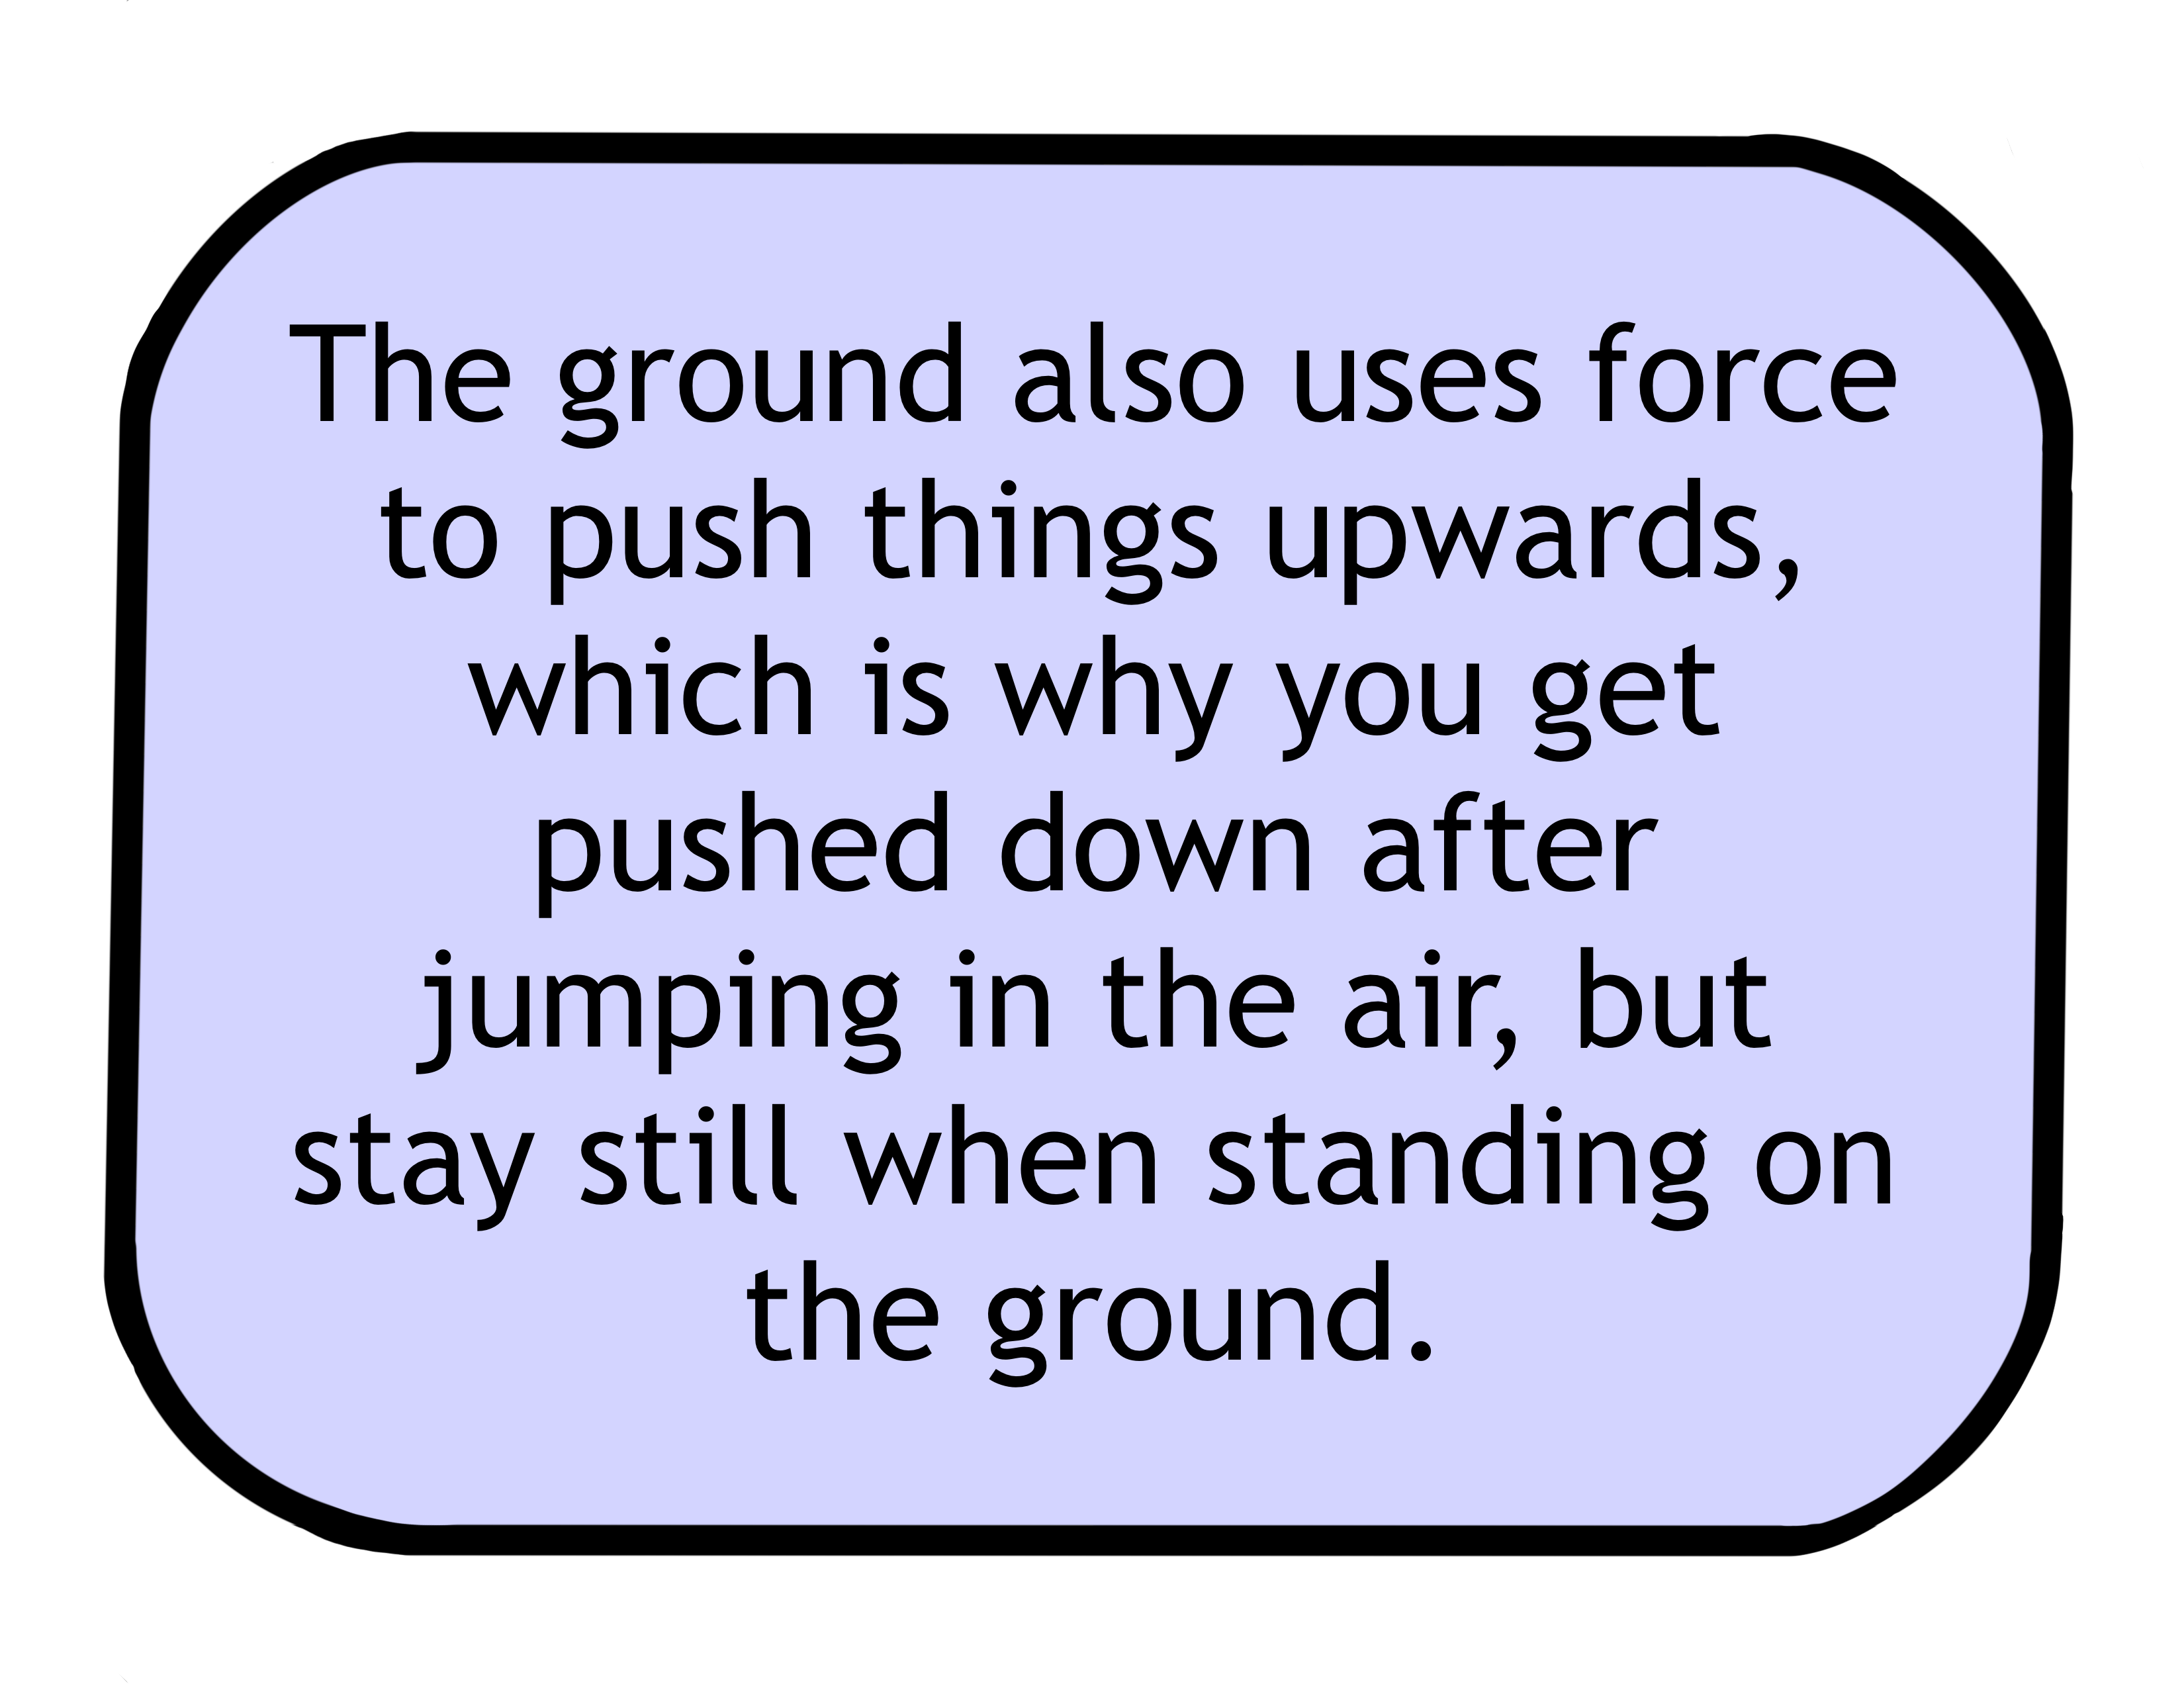 The ground also uses force
to push things upwards,
which is why you get
pushed down after
jumping in the air, but
stay still when standing on
the ground.